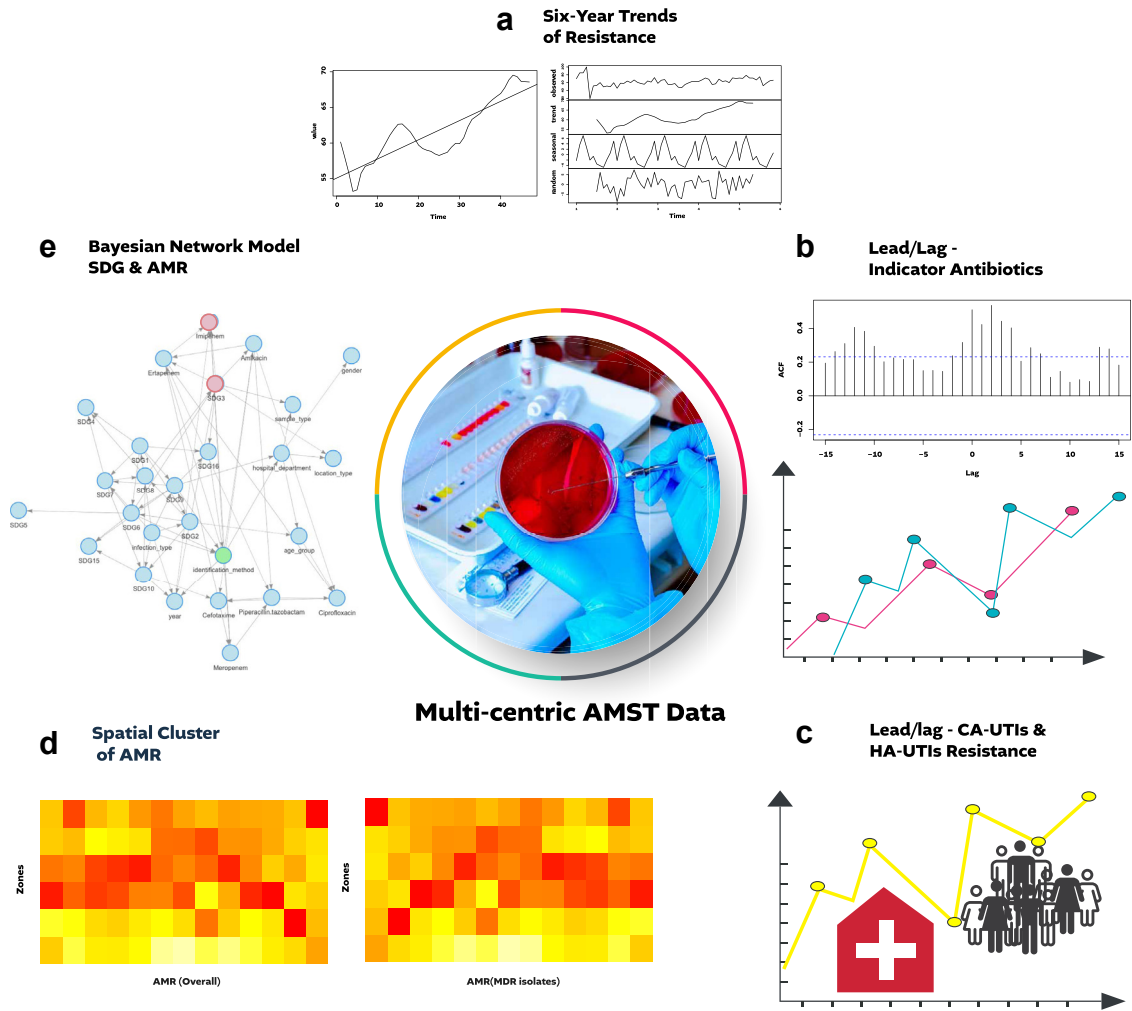 a
Six-Year Trends
of Resistance
value
70
65
60
55
0 10 20 30 40
Time
observed
trend
seasonal
random
Time
e
Bayesian Network Model
SDG & AMR
Imipenem
Amikacin
Ertapenem
gender
SDG3
SDG4
sample_type
SDG1
SDG16
hospital_department
location_type
SDG7
SDG8
SDG9
SDG5
SDG6
SDG2
infection_type
age_group
SDG15
identification_method
SDG10
year
Cefotaxime
Piperacillin.tazobactam
Ciprofloxacin
Meropenem
b
Lead/Lag -
Indicator Antibiotics
ACF
0.4
0.2
0.0
−0.2
−15 −10 −5 0 5 10 15
Lag
Multi-centric AMST Data
d
Spatial Cluster
of AMR
Zones
AMR (Overall)
Zones
AMR(MDR isolates)
c
Lead/lag - CA-UTIs &
HA-UTIs Resistance